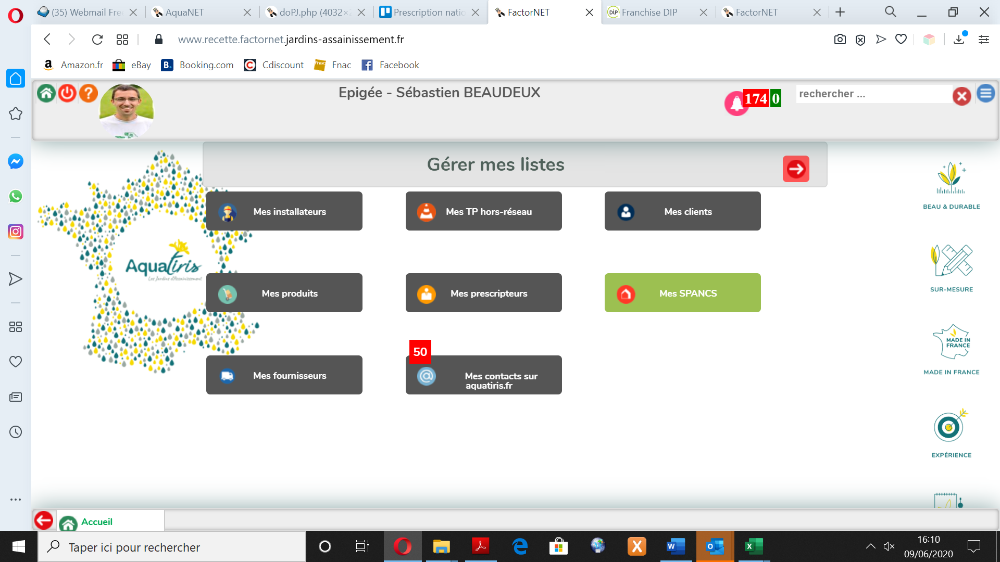 (35) Webmail Free
AquaNET
doPJ.php (4032×2
Prescription natio
FactorNET
Franchise DIP
FactorNET
www.recette.factornet.jardins-assainissement.fr
Amazon.fr
eBay
Booking.com
Cdiscount
Fnac
Facebook
Epigée - Sébastien BEAUDEUX
174 0
rechercher ...
Gérer mes listes
Mes installateurs
Mes TP hors-réseau
Mes clients
BEAU & DURABLE
Aquatiris
Les Jardins d'Assainissement
Mes produits
Mes prescripteurs
Mes SPANCS
SUR-MESURE
MADE IN
FRANCE
MADE IN FRANCE
50
Mes fournisseurs
Mes contacts sur
aquatiris.fr
EXPÉRIENCE
Accueil
Taper ici pour rechercher
16:10
09/06/2020